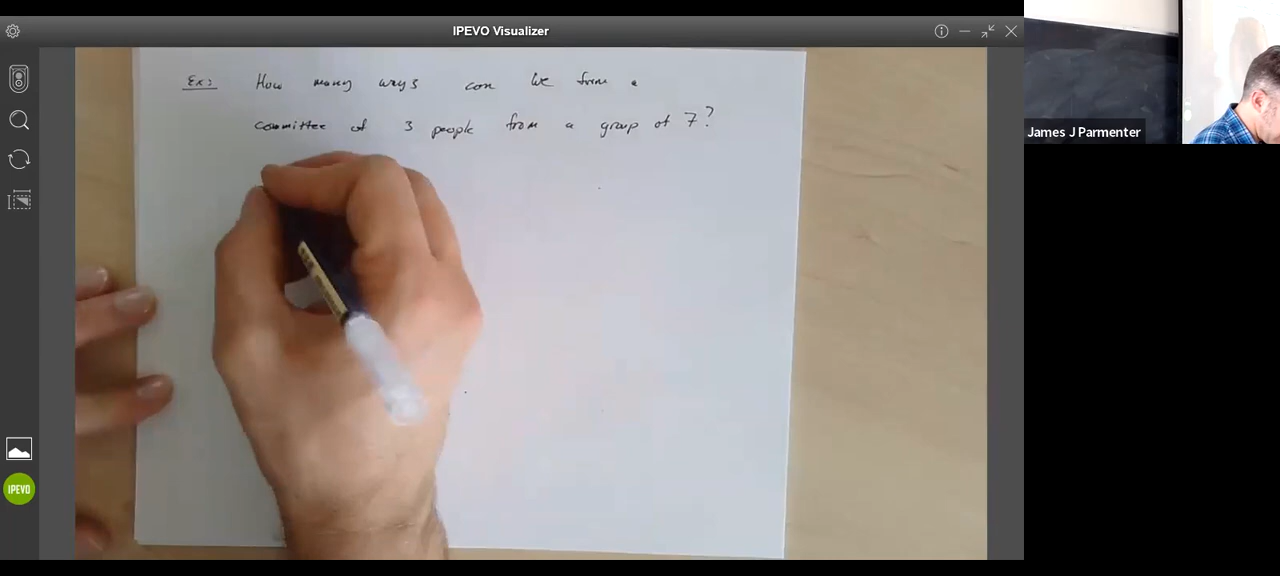 IPEVO Visualizer
Ex: How many ways can we form a
committee of 3 people from a group of 7?
James J Parmenter
IPEVO